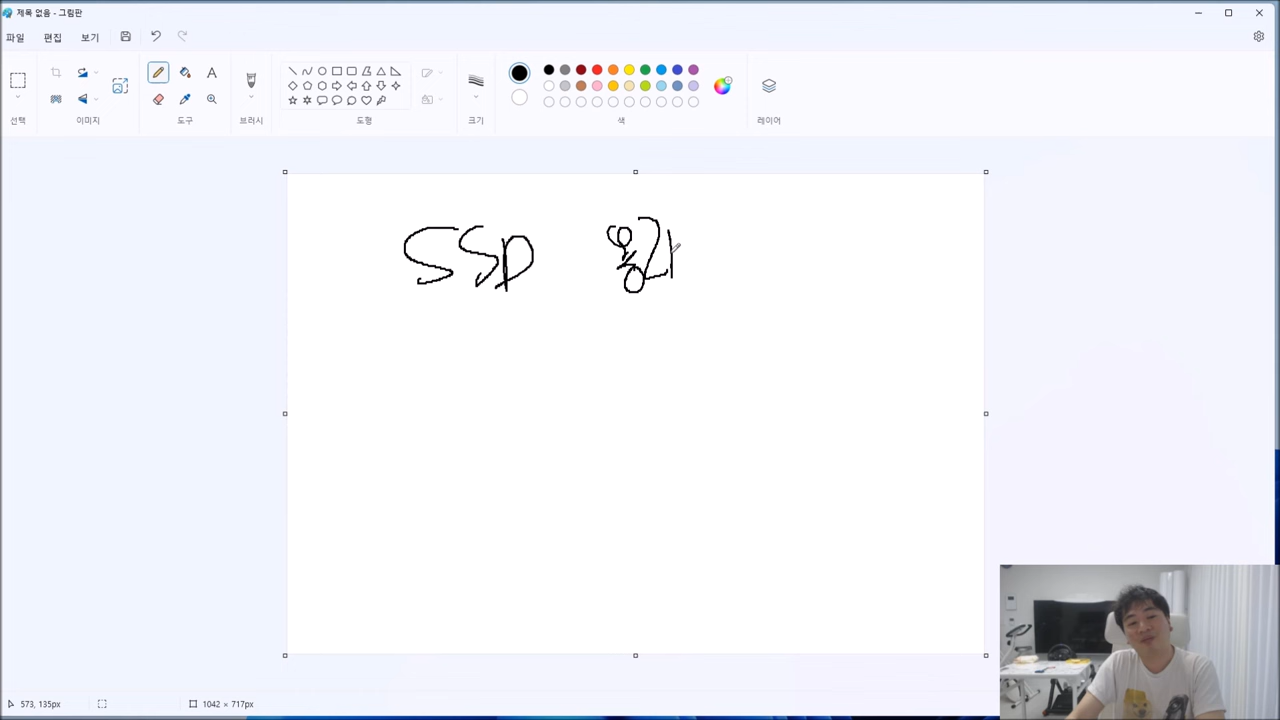 제목 없음 - 그림판
파일 편집 보기
선택 이미지 도구 브러시 도형 크기 색 레이어
SSP
573, 135px 1042 × 717px